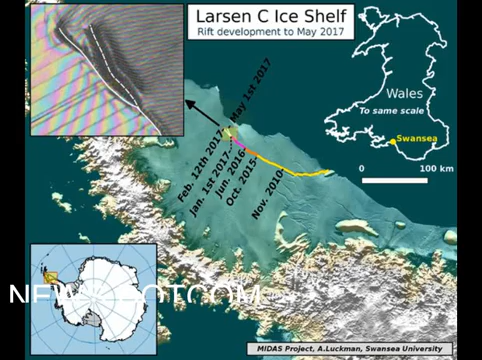 Larsen C Ice Shelf
Rift development to May 2017
Wales
To same scale
Swansea
0 100 km
May 1st 2017
Feb. 12th 2017
Jan. 1st 2017
Jun. 2016
Oct. 2015
Nov. 2010
MIDAS Project, A.Luckman, Swansea University